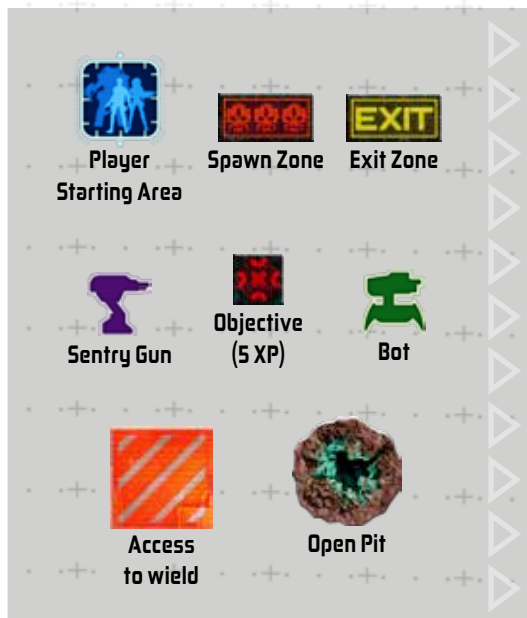 Player
Starting Area
Spawn Zone
EXIT
Exit Zone
Sentry Gun
Objective
(5 XP)
Bot
Access
to wield
Open Pit